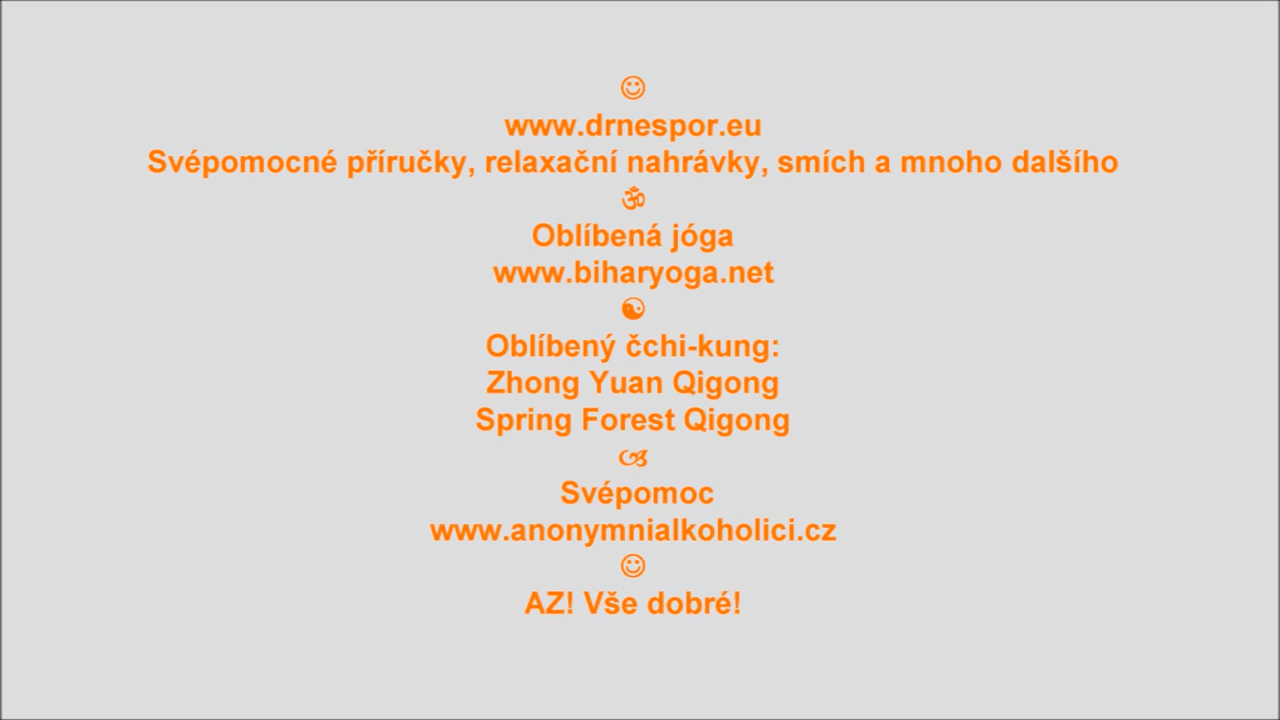 ☺
www.drnespor.eu
Svépomocné příručky, relaxační nahrávky, smích a mnoho dalšího
ॐ
Oblíbená jóga
www.biharyoga.net
☯
Oblíbený čchi-kung:
Zhong Yuan Qigong
Spring Forest Qigong
Svépomoc
www.anonymnialkoholici.cz
☺
AZ! Vše dobré!